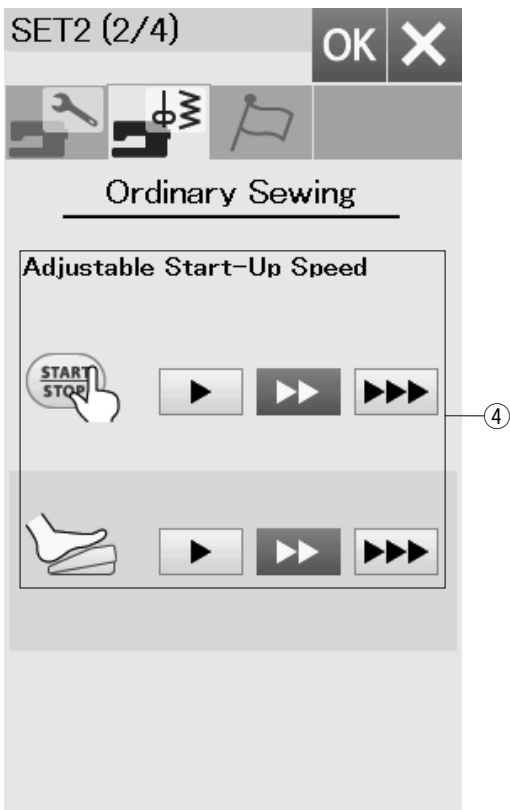 SET2 (2/4)
OK
Ordinary Sewing
Adjustable Start-Up Speed
START
STOP
④